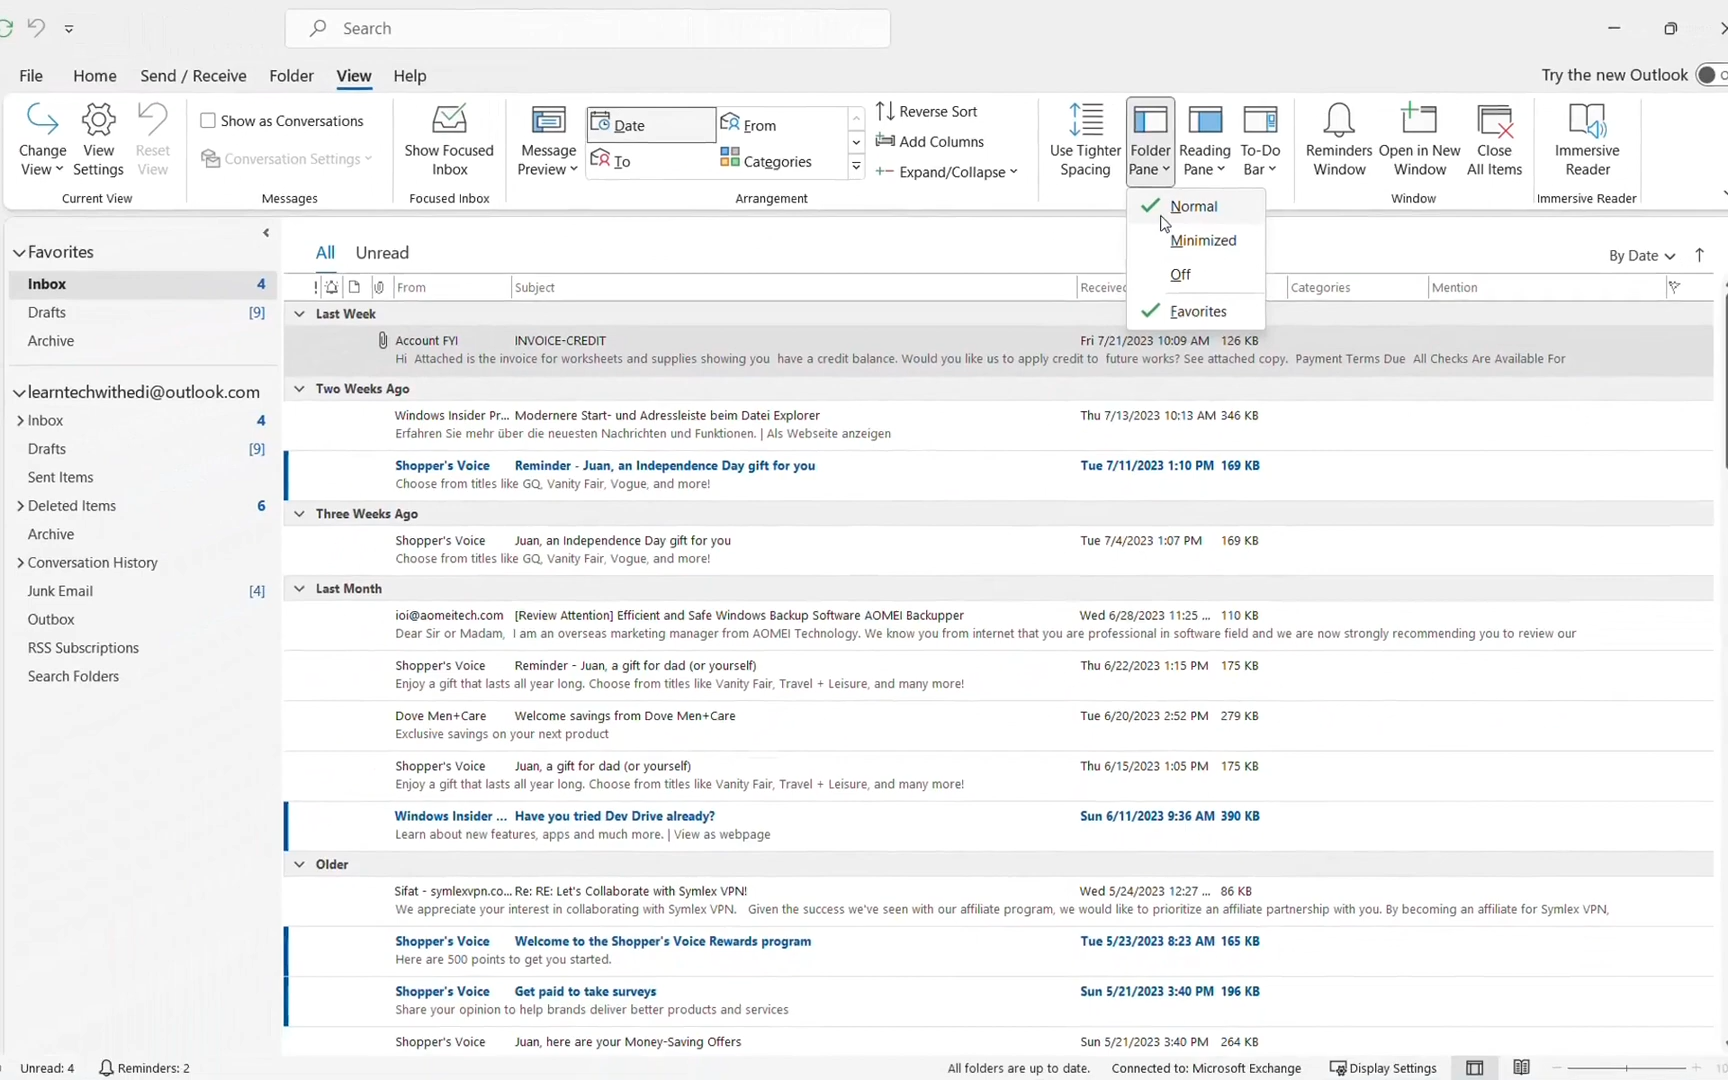 Search
File Home Send / Receive Folder View Help
Try the new Outlook
Change View
View Settings
Reset View
Current View
Show as Conversations
Conversation Settings
Messages
Show Focused Inbox
Focused Inbox
Message Preview
Date From
To Categories
Reverse Sort
Add Columns
Expand/Collapse
Arrangement
Use Tighter Spacing
Folder Pane
Reading Pane
To-Do Bar
Reminders Window
Open in New Window
Close All Items
Window
Immersive Reader
Immersive Reader
Normal
Minimized
Off
Favorites
Favorites
Inbox 4
Drafts [9]
Archive
learntechwithedi@outlook.com
Inbox 4
Drafts [9]
Sent Items
Deleted Items 6
Archive
Conversation History
Junk Email [4]
Outbox
RSS Subscriptions
Search Folders
All Unread
By Date
! From Subject Received Categories Mention
Last Week
Account FYI INVOICE-CREDIT Fri 7/21/2023 10:09 AM 126 KB
Hi Attached is the invoice for worksheets and supplies showing you have a credit balance. Would you like us to apply credit to future works? See attached copy. Payment Terms Due All Checks Are Available For
Two Weeks Ago
Windows Insider Pr... Modernere Start- und Adressleiste beim Datei Explorer Thu 7/13/2023 10:13 AM 346 KB
Erfahren Sie mehr über die neuesten Nachrichten und Funktionen. | Als Webseite anzeigen
Shopper's Voice Reminder - Juan, an Independence Day gift for you Tue 7/11/2023 1:10 PM 169 KB
Choose from titles like GQ, Vanity Fair, Vogue, and more!
Three Weeks Ago
Shopper's Voice Juan, an Independence Day gift for you Tue 7/4/2023 1:07 PM 169 KB
Choose from titles like GQ, Vanity Fair, Vogue, and more!
Last Month
ioi@aomeitech.com [Review Attention] Efficient and Safe Windows Backup Software AOMEI Backupper Wed 6/28/2023 11:25 ... 110 KB
Dear Sir or Madam, I am an overseas marketing manager from AOMEI Technology. We know you from internet that you are professional in software field and we are now strongly recommending you to review our
Shopper's Voice Reminder - Juan, a gift for dad (or yourself) Thu 6/22/2023 1:15 PM 175 KB
Enjoy a gift that lasts all year long. Choose from titles like Vanity Fair, Travel + Leisure, and many more!
Dove Men+Care Welcome savings from Dove Men+Care Tue 6/20/2023 2:52 PM 279 KB
Exclusive savings on your next product
Shopper's Voice Juan, a gift for dad (or yourself) Thu 6/15/2023 1:05 PM 175 KB
Enjoy a gift that lasts all year long. Choose from titles like Vanity Fair, Travel + Leisure, and many more!
Windows Insider ... Have you tried Dev Drive already? Sun 6/11/2023 9:36 AM 390 KB
Learn about new features, apps and much more. | View as webpage
Older
Sifat - symlexvpn.co... Re: RE: Let's Collaborate with Symlex VPN! Wed 5/24/2023 12:27 ... 86 KB
We appreciate your interest in collaborating with Symlex VPN. Given the success we've seen with our affiliate program, we would like to prioritize an affiliate partnership with you. By becoming an affiliate for Symlex VPN,
Shopper's Voice Welcome to the Shopper's Voice Rewards program Tue 5/23/2023 8:23 AM 165 KB
Here are 500 points to get you started.
Shopper's Voice Get paid to take surveys Sun 5/21/2023 3:40 PM 196 KB
Share your opinion to help brands deliver better products and services
Shopper's Voice Juan, here are your Money-Saving Offers Sun 5/21/2023 3:40 PM 264 KB
Unread: 4 Reminders: 2 All folders are up to date. Connected to: Microsoft Exchange Display Settings